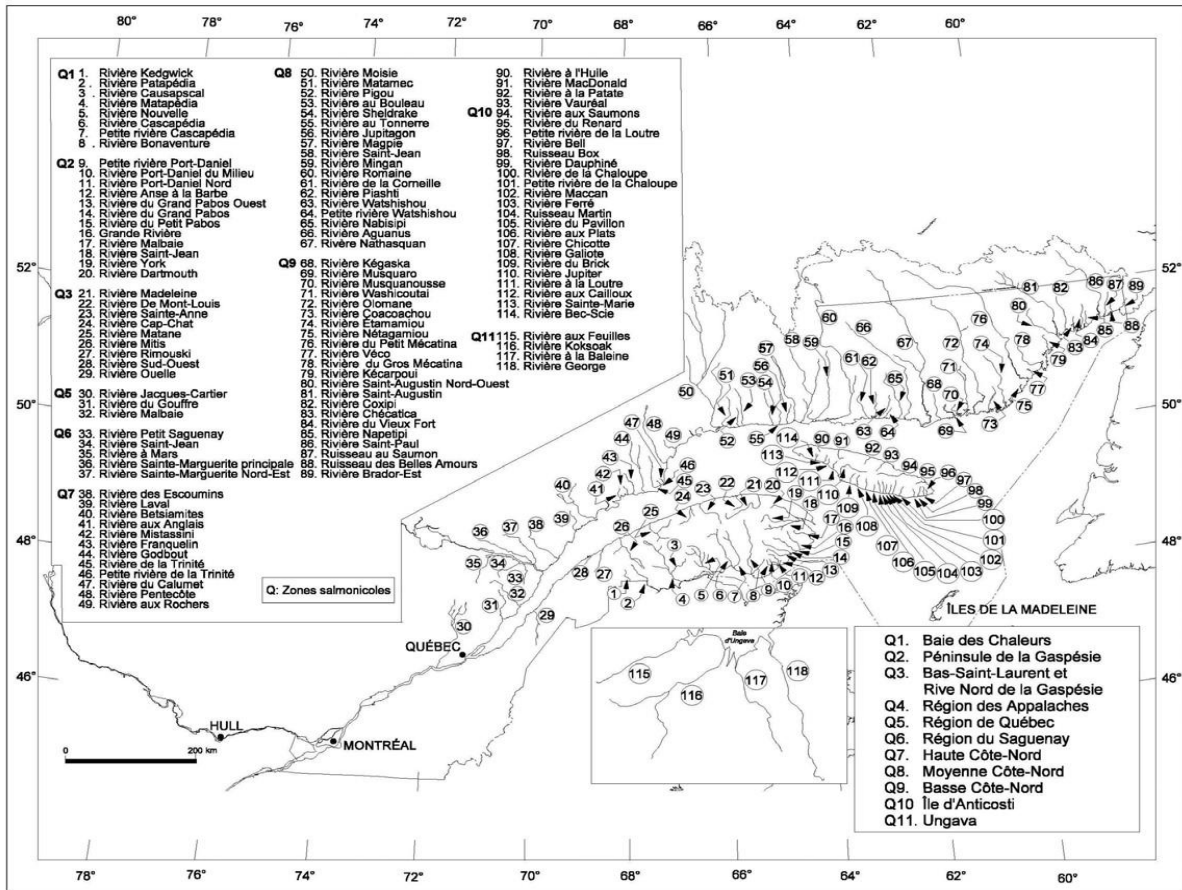 80° 78° 76° 74° 72° 70° 68° 66° 64° 62° 60°
Q1 1. Rivière Kedgwick
2 . Rivière Patapédia
3 . Rivière Causapscal
4. Rivière Matapèdia
5. Rivière Nouvelle
6. Rivière Cascapédia
7. Petite rivière Cascapédia
8 . Rivière Bonaventure
Q2 9. Petite rivière Port-Daniel
10. Rivière Port-Daniel du Milieu
11. Rivière Port-Daniel Nord
12. Rivière Anse à la Barbe
13. Rivière du Grand Pabos Ouest
14. Rivière du Grand Pabos
15. Rivière du Petit Pabos
16. Grande Rivière
17. Rivière Malbaie
18. Rivière Saint-Jean
19. Rivière York
20. Rivière Dartmouth
Q3 21. Rivière Madeleine
22. Rivière De Mont-Louis
23. Rivière Sainte-Anne
24. Rivière Cap-Chat
25. Rivière Matane
26. Rivière Mitis
27. Rivière Rimouski
28. Rivière Sud-Ouest
29. Rivière Ouelle
Q5 30. Rivière Jacques-Cartier
31. Rivière du Gouffre
32. Rivière Malbaie
Q6 33. Rivière Petit Saguenay
34. Rivière Saint-Jean
35. Rivière à Mars
36. Rivière Sainte-Marguerite principale
37. Rivière Sainte-Marguerite Nord-Est
Q7 38. Rivière des Escoumins
39. Rivière Laval
40. Rivière Betsiamites
41. Rivière aux Anglais
42. Rivière Mistassini
43. Rivière Franquelin
44. Rivière Godbout
45. Rivière de la Trinité
46. Petite rivière de la Trinité
47. Rivière du Calumet
48. Rivière Pentecôte
49. Rivière aux Rochers
Q8 50. Rivière Moisie
51. Rivière Matamec
52. Rivière Pigou
53. Rivière au Bouleau
54. Rivière Sheldrake
55. Rivière au Tonnerre
56. Rivière Jupitagon
57. Rivière Magpie
58. Rivière Saint-Jean
59. Rivière Mingan
60. Rivière Romaine
61. Rivière de la Corneille
62. Rivière Piashti
63. Rivière Watshishou
64. Petite rivière Watshishou
65. Rivière Nabisipi
66. Rivière Aguanus
67. Rivère Nathasquan
Q9 68. Rivière Kégaska
69. Rivière Musquaro
70. Rivière Musquanousse
71. Rivière Washicoutai
72. Rivière Olomane
73. Rivière Coacoachou
74. Rivière Étamamiou
75. Rivière Nétagamiou
76. Rivière du Petit Mécatina
77. Rivière Véco
78. Rivière du Gros Mécatina
79. Rivière Kécarpoui
80. Rivière Saint-Augustin Nord-Ouest
81. Rivière Saint-Augustin
82. Rivière Coxipi
83. Rivière Chécatica
84. Rivière du Vieux Fort
85. Rivière Napetipi
86. Rivière Saint-Paul
87. Ruisseau au Saumon
88. Ruisseau des Belles Amours
89. Rivière Brador-Est
90. Rivière à l'Huile
91. Rivière MacDonald
92. Rivière à la Patate
93. Rivière Vauréal
Q10 94. Rivière aux Saumons
95. Rivière du Renard
96. Petite rivière de la Loutre
97. Rivière Bell
98. Ruisseau Box
99. Rivière Dauphiné
100. Rivière de la Chaloupe
101. Petite rivière de la Chaloupe
102. Rivière Maccan
103. Rivière Ferré
104. Ruisseau Martin
105. Rivière du Pavillon
106. Rivière aux Plats
107. Rivière Chicotte
108. Rivière Galiote
109. Rivière du Brick
110. Rivière Jupiter
111. Rivière à la Loutre
112. Rivière aux Cailloux
113. Rivière Sainte-Marie
114. Rivière Bec-Scie
Q11 115. Rivière aux Feuilles
116. Rivière Koksoak
117. Rivière à la Baleine
118. Rivière George
Q: Zones salmonicoles
52° 52°
50° 50°
48° 48°
46° 46°
QUÉBEC
HULL
MONTRÉAL
0 200 km
ÎLES DE LA MADELEINE
Baie
d'Ungava
115
116
117
118
Q1. Baie des Chaleurs
Q2. Péninsule de la Gaspésie
Q3. Bas-Saint-Laurent et
Rive Nord de la Gaspésie
Q4. Région des Appalaches
Q5. Région de Québec
Q6. Région du Saguenay
Q7. Haute Côte-Nord
Q8. Moyenne Côte-Nord
Q9. Basse Côte-Nord
Q10 Île d'Anticosti
Q11. Ungava
78° 76° 74° 72° 70° 68° 66° 64° 62° 60°